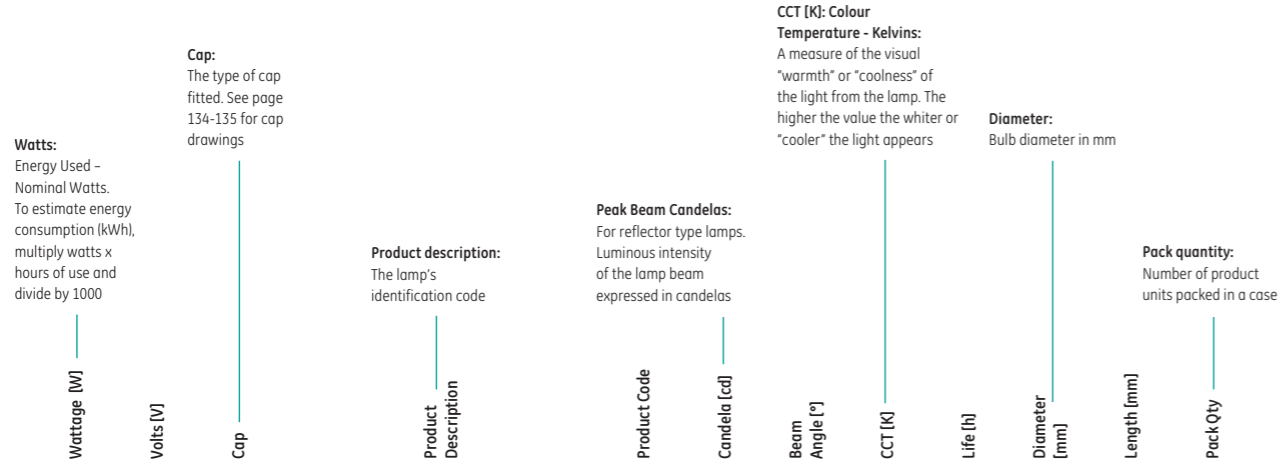 CCT [K]: Colour
Temperature - Kelvins:
A measure of the visual
"warmth" or "coolness" of
the light from the lamp. The
higher the value the whiter or
"cooler" the light appears
Cap:
The type of cap
fitted. See page
134-135 for cap
drawings
Diameter:
Bulb diameter in mm
Watts:
Energy Used –
Nominal Watts.
To estimate energy
consumption (kWh),
multiply watts x
hours of use and
divide by 1000
Peak Beam Candelas:
For reflector type lamps.
Luminous intensity
of the lamp beam
expressed in candelas
Product description:
The lamp's
identification code
Pack quantity:
Number of product
units packed in a case
Wattage [W]
Volts [V]
Cap
Product
Description
Product Code
Candela [cd]
Beam
Angle [°]
CCT [K]
Life [h]
Diameter
[mm]
Length [mm]
Pack Qty